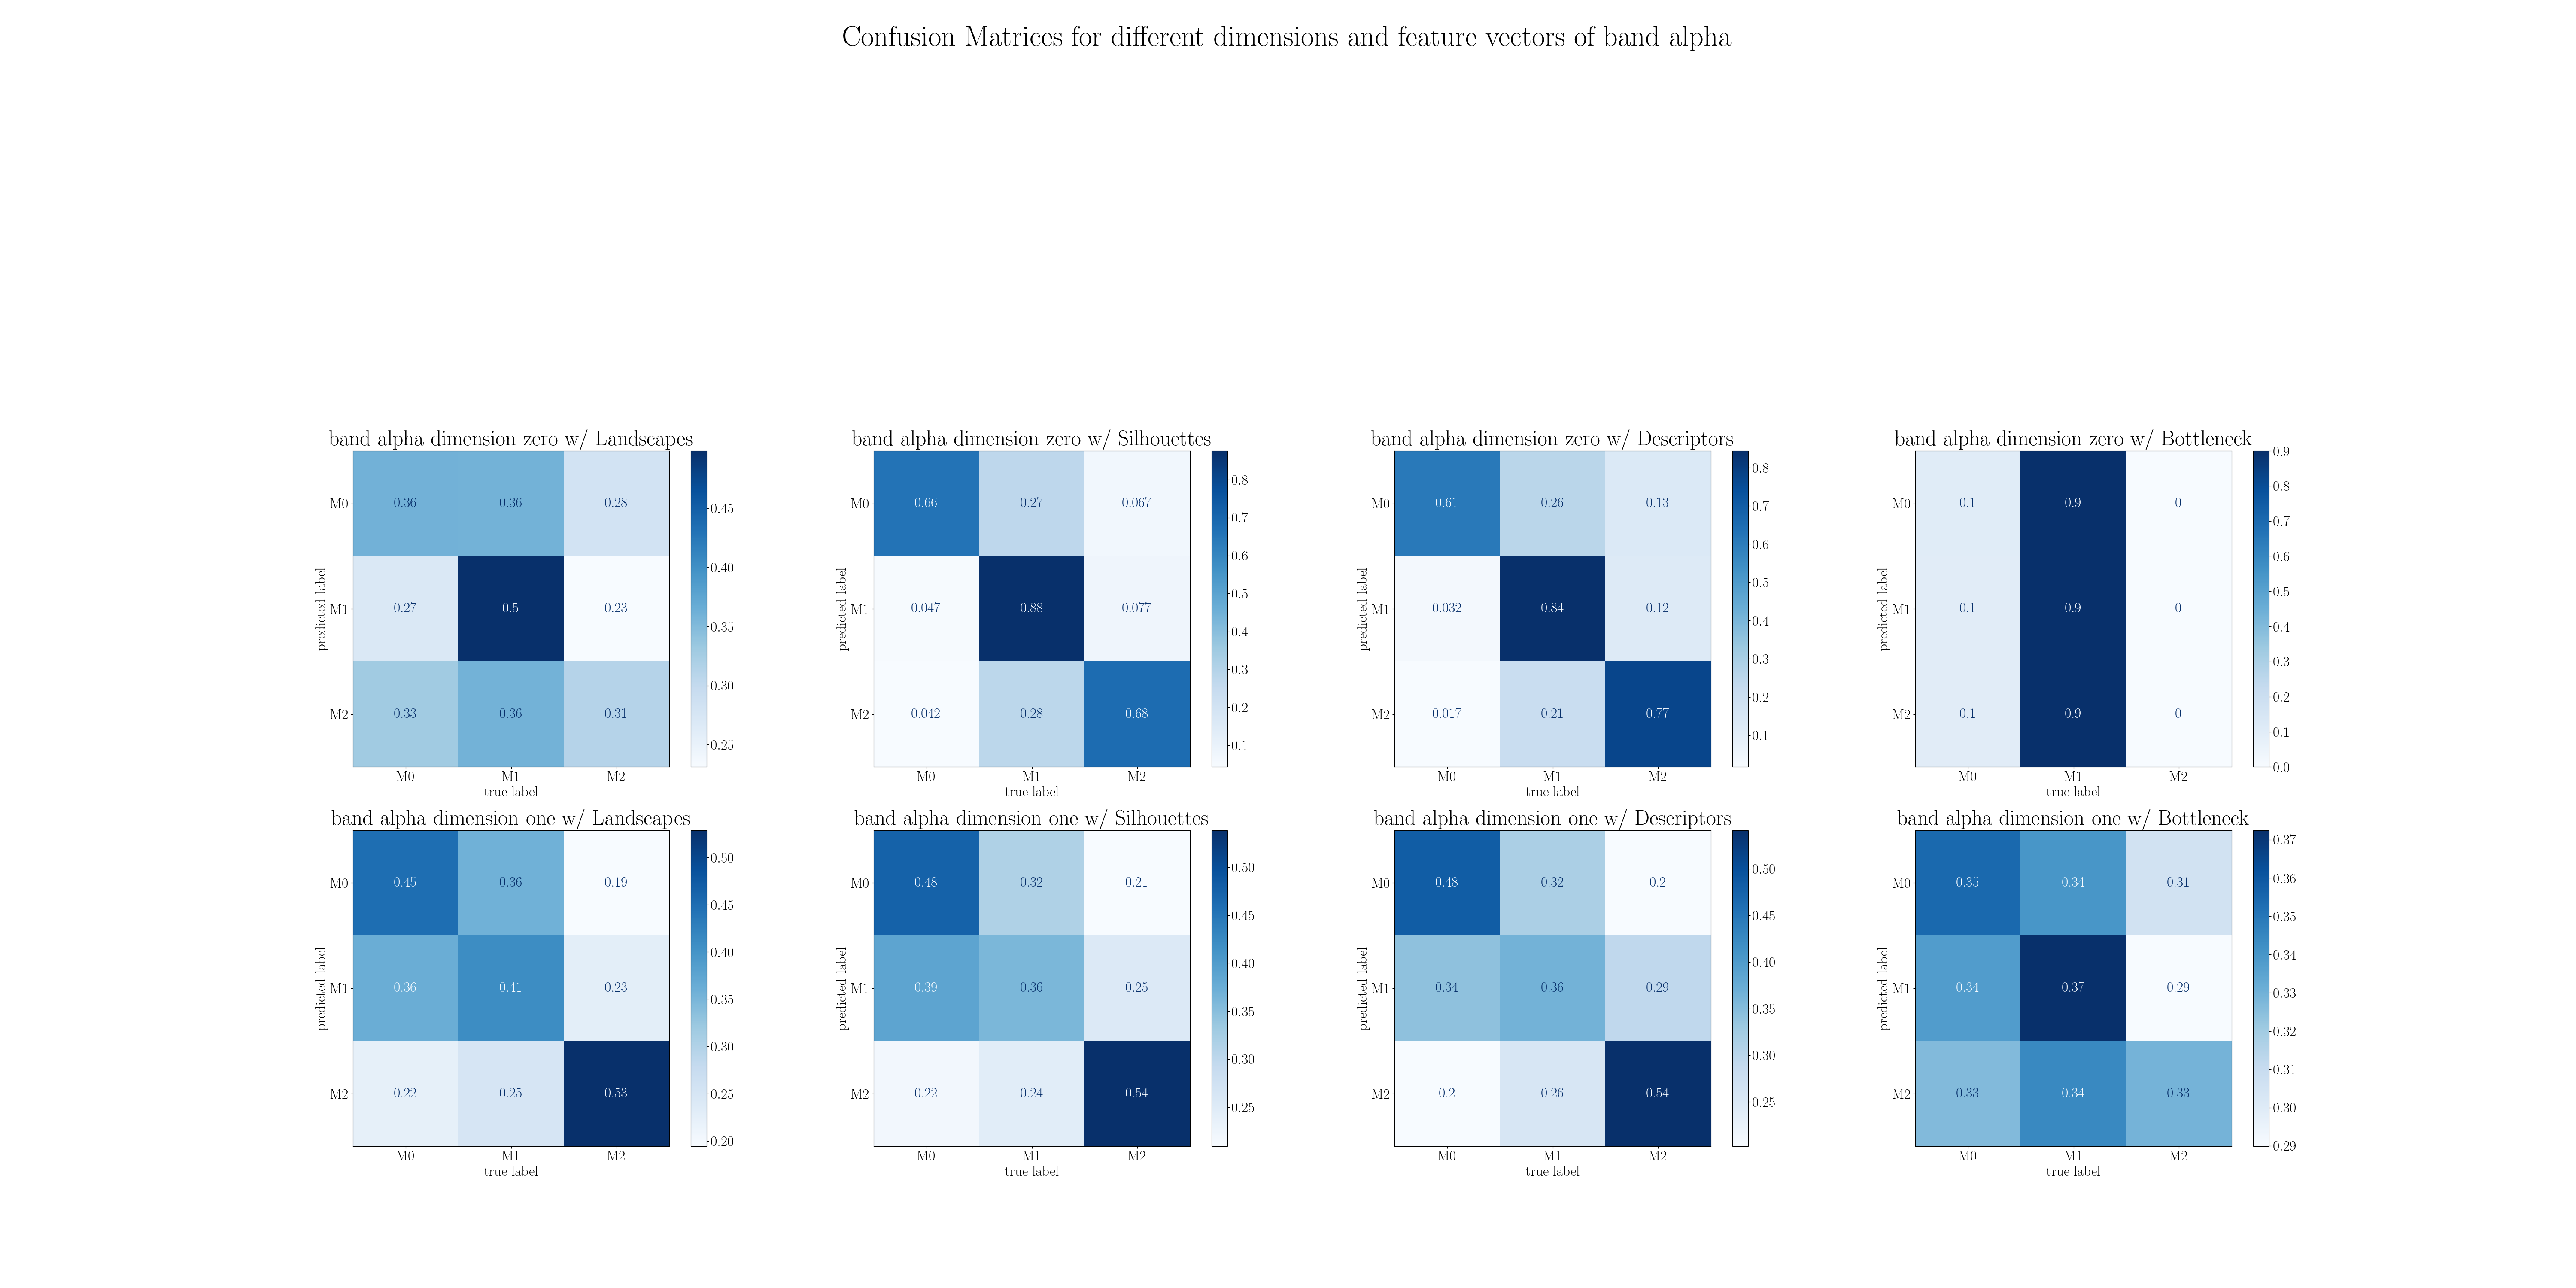 Confusion Matrices for different dimensions and feature vectors of band alpha
band alpha dimension zero w/ Landscapes
predicted label
M0
0.36
0.36
0.28
M1
0.27
0.5
0.23
M2
0.33
0.36
0.31
M0
M1
M2
true label
0.45
0.40
0.35
0.30
0.25
band alpha dimension zero w/ Silhouettes
predicted label
M0
0.66
0.27
0.067
M1
0.047
0.88
0.077
M2
0.042
0.28
0.68
M0
M1
M2
true label
0.8
0.7
0.6
0.5
0.4
0.3
0.2
0.1
band alpha dimension zero w/ Descriptors
predicted label
M0
0.61
0.26
0.13
M1
0.032
0.84
0.12
M2
0.017
0.21
0.77
M0
M1
M2
true label
0.8
0.7
0.6
0.5
0.4
0.3
0.2
0.1
band alpha dimension zero w/ Bottleneck
predicted label
M0
0.1
0.9
0
M1
0.1
0.9
0
M2
0.1
0.9
0
M0
M1
M2
true label
0.9
0.8
0.7
0.6
0.5
0.4
0.3
0.2
0.1
0.0
band alpha dimension one w/ Landscapes
predicted label
M0
0.45
0.36
0.19
M1
0.36
0.41
0.23
M2
0.22
0.25
0.53
M0
M1
M2
true label
0.50
0.45
0.40
0.35
0.30
0.25
0.20
band alpha dimension one w/ Silhouettes
predicted label
M0
0.48
0.32
0.21
M1
0.39
0.36
0.25
M2
0.22
0.24
0.54
M0
M1
M2
true label
0.50
0.45
0.40
0.35
0.30
0.25
band alpha dimension one w/ Descriptors
predicted label
M0
0.48
0.32
0.2
M1
0.34
0.36
0.29
M2
0.2
0.26
0.54
M0
M1
M2
true label
0.50
0.45
0.40
0.35
0.30
0.25
band alpha dimension one w/ Bottleneck
predicted label
M0
0.35
0.34
0.31
M1
0.34
0.37
0.29
M2
0.33
0.34
0.33
M0
M1
M2
true label
0.37
0.36
0.35
0.34
0.33
0.32
0.31
0.30
0.29